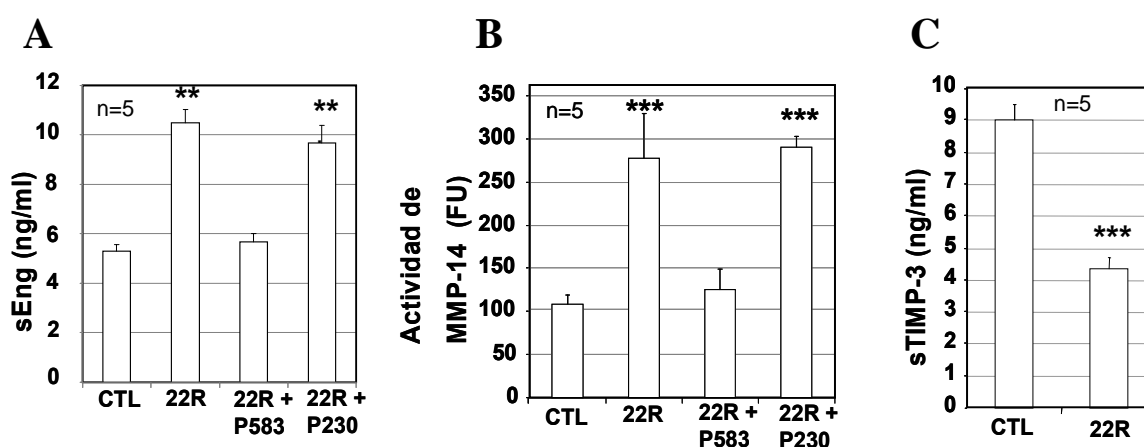 A
sEng (ng/ml)
12
10
8
6
4
2
0
n=5
**
**
CTL
22R
22R +
P583
22R +
P230
B
Actividad de
MMP-14 (FU)
350
300
250
200
150
100
50
0
n=5
***
***
CTL
22R
22R +
P583
22R +
P230
C
sTIMP-3 (ng/ml)
10
9
8
7
6
5
4
3
2
1
0
n=5
***
CTL
22R